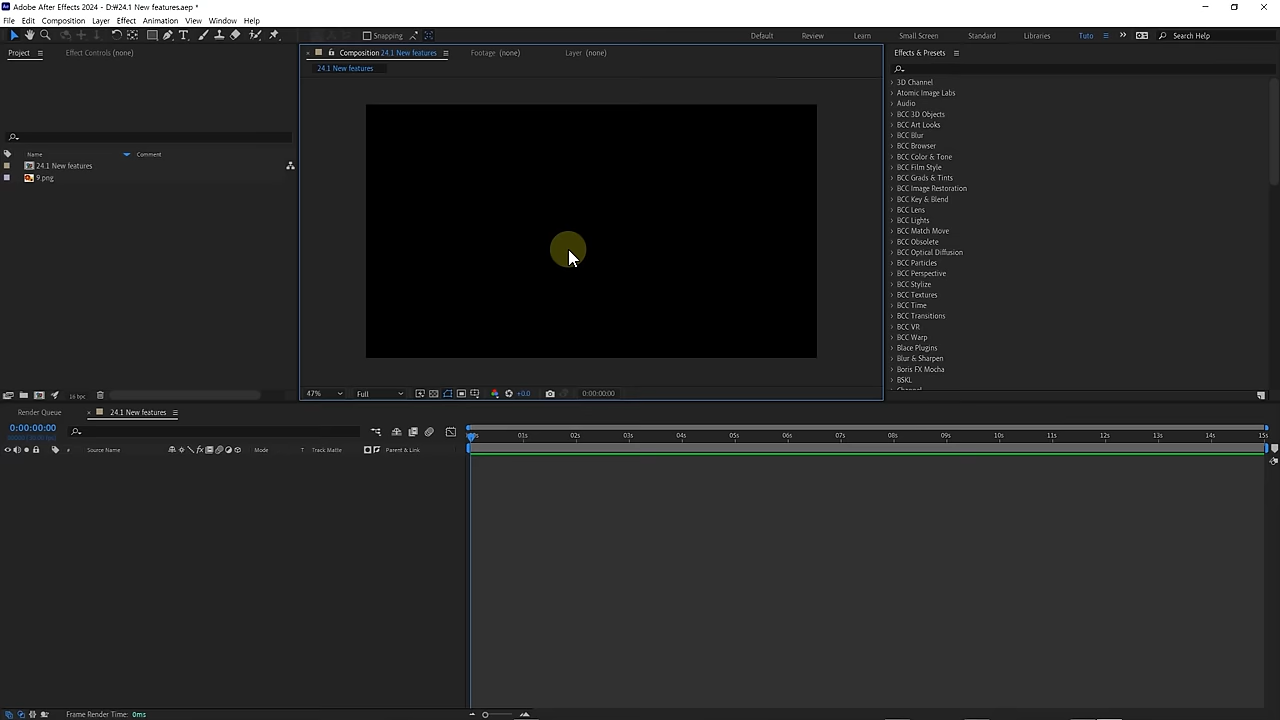 Adobe After Effects 2024 - D:\#24.1 New features.aep *
File Edit Composition Layer Effect Animation View Window Help
Snapping
Default Review Learn Small Screen Standard Libraries Tuto Search Help
Project Effect Controls (none)
Composition 24.1 New features Footage (none) Layer (none)
Effects & Presets
24.1 New features
3D Channel
Atomic Image Labs
Audio
BCC 3D Objects
BCC Art Looks
BCC Blur
BCC Browser
BCC Color & Tone
BCC Film Style
BCC Grads & Tints
BCC Image Restoration
BCC Key & Blend
BCC Lens
BCC Lights
BCC Match Move
BCC Obsolete
BCC Optical Diffusion
BCC Particles
BCC Perspective
BCC Stylize
BCC Textures
BCC Time
BCC Transitions
BCC VR
BCC Warp
Blace Plugins
Blur & Sharpen
Boris FX Mocha
BSKL
Name Comment
24.1 New features
9.png
16 bpc
47% Full +0.0 0:00:00:00
Render Queue 24.1 New features
0:00:00:00
# Source Name Mode T Track Matte Parent & Link
01s 02s 03s 04s 05s 06s 07s 08s 09s 10s 11s 12s 13s 14s 15s
Frame Render Time: 0ms